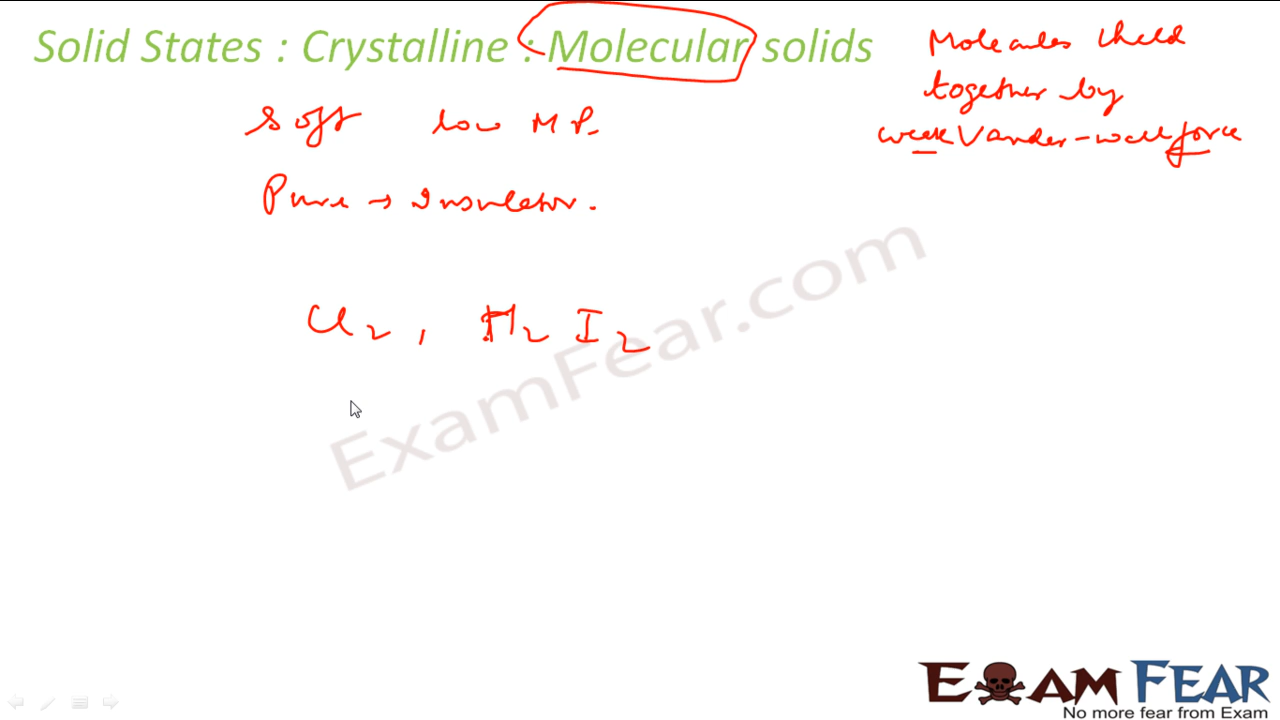 Solid States : Crystalline : Molecular solids
Molecules held
together by
weak Vander-wall force
Soft low M P.
Pure → Insulator.
Cl2, H2 I2
ExamFear.com
EXAM FEAR
No more fear from Exam